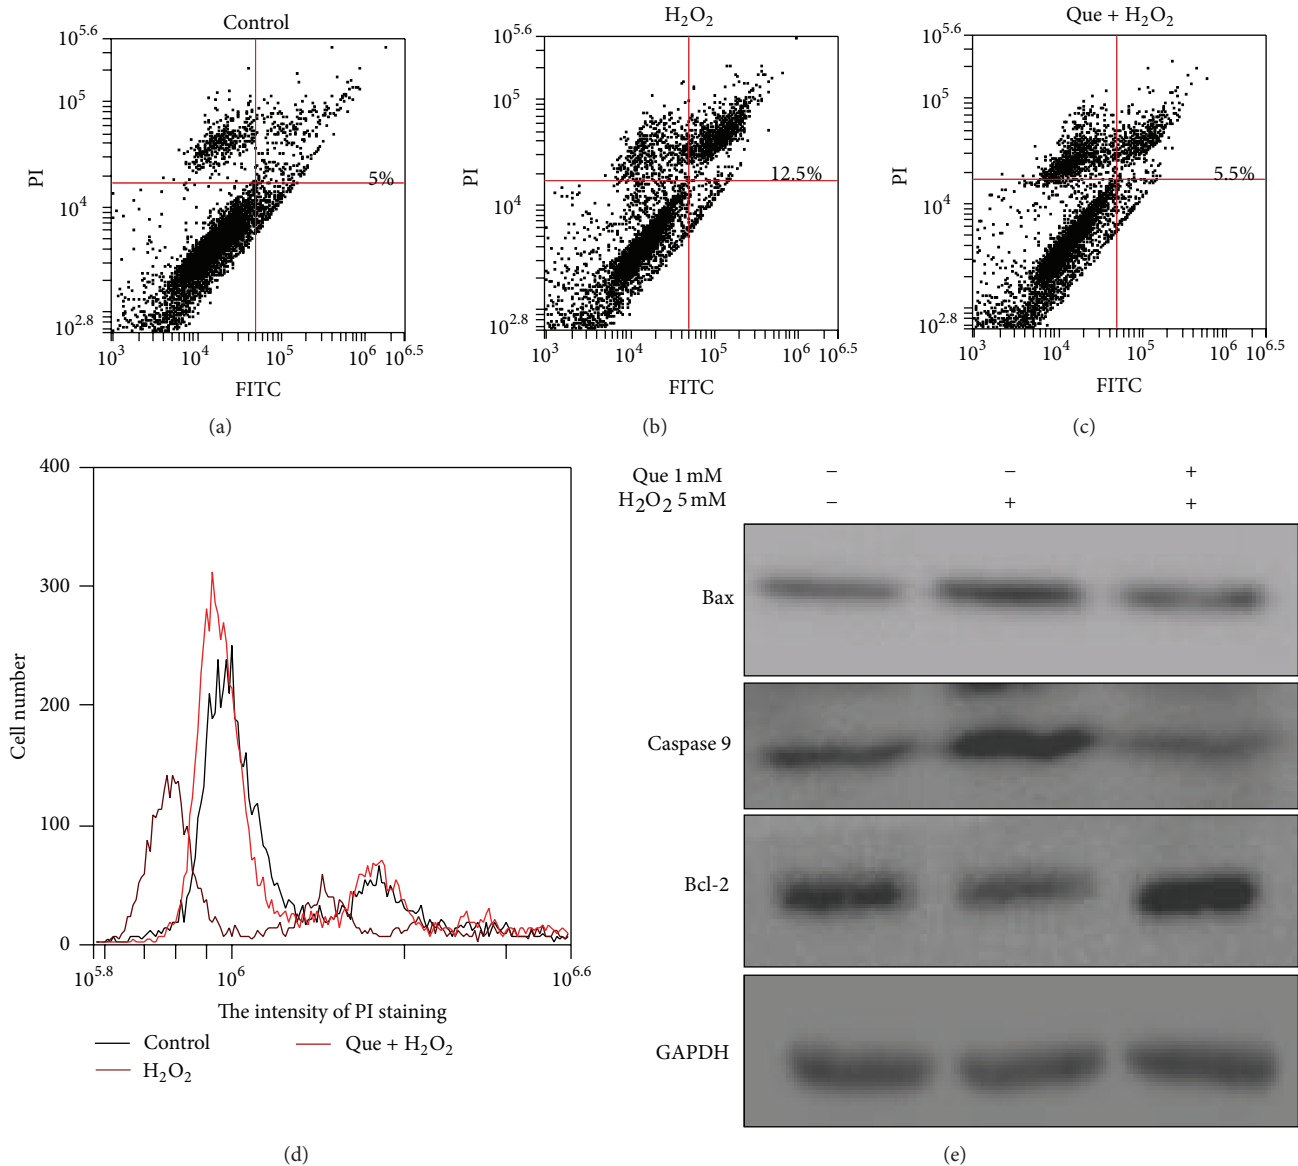 Control
10^5.6
10^5
10^4
10^2.8
PI
5%
10^3 10^4 10^5 10^6 10^6.5
FITC
(a)
H₂O₂
10^5.6
10^5
10^4
10^2.8
PI
12.5%
10^3 10^4 10^5 10^6 10^6.5
FITC
(b)
Que + H₂O₂
10^5.6
10^5
10^4
10^2.8
PI
5.5%
10^3 10^4 10^5 10^6 10^6.5
FITC
(c)
400
300
200
100
0
Cell number
10^5.8 10^6 10^6.6
The intensity of PI staining
Control
H₂O₂
Que + H₂O₂
(d)
Que 1 mM − − +
H₂O₂ 5 mM − + +
Bax
Caspase 9
Bcl-2
GAPDH
(e)